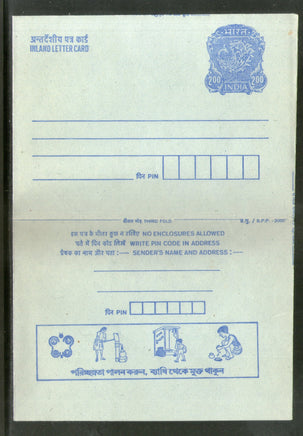 अन्तर्देशीय पत्र कार्ड
INLAND LETTER CARD
भारत
200 200
INDIA
पिन PIN
तीसरा मोड़ THIRD FOLD
इस पत्र के भीतर कुछ न रखिए NO ENCLOSURES ALLOWED
पते में पिन कोड लिखें WRITE PIN CODE IN ADDRESS
प्रेषक का नाम और पता :— SENDER'S NAME AND ADDRESS :—
पिन PIN
পরিচ্ছন্নতা পালন করুন, ব্যাধি থেকে মুক্ত থাকুন